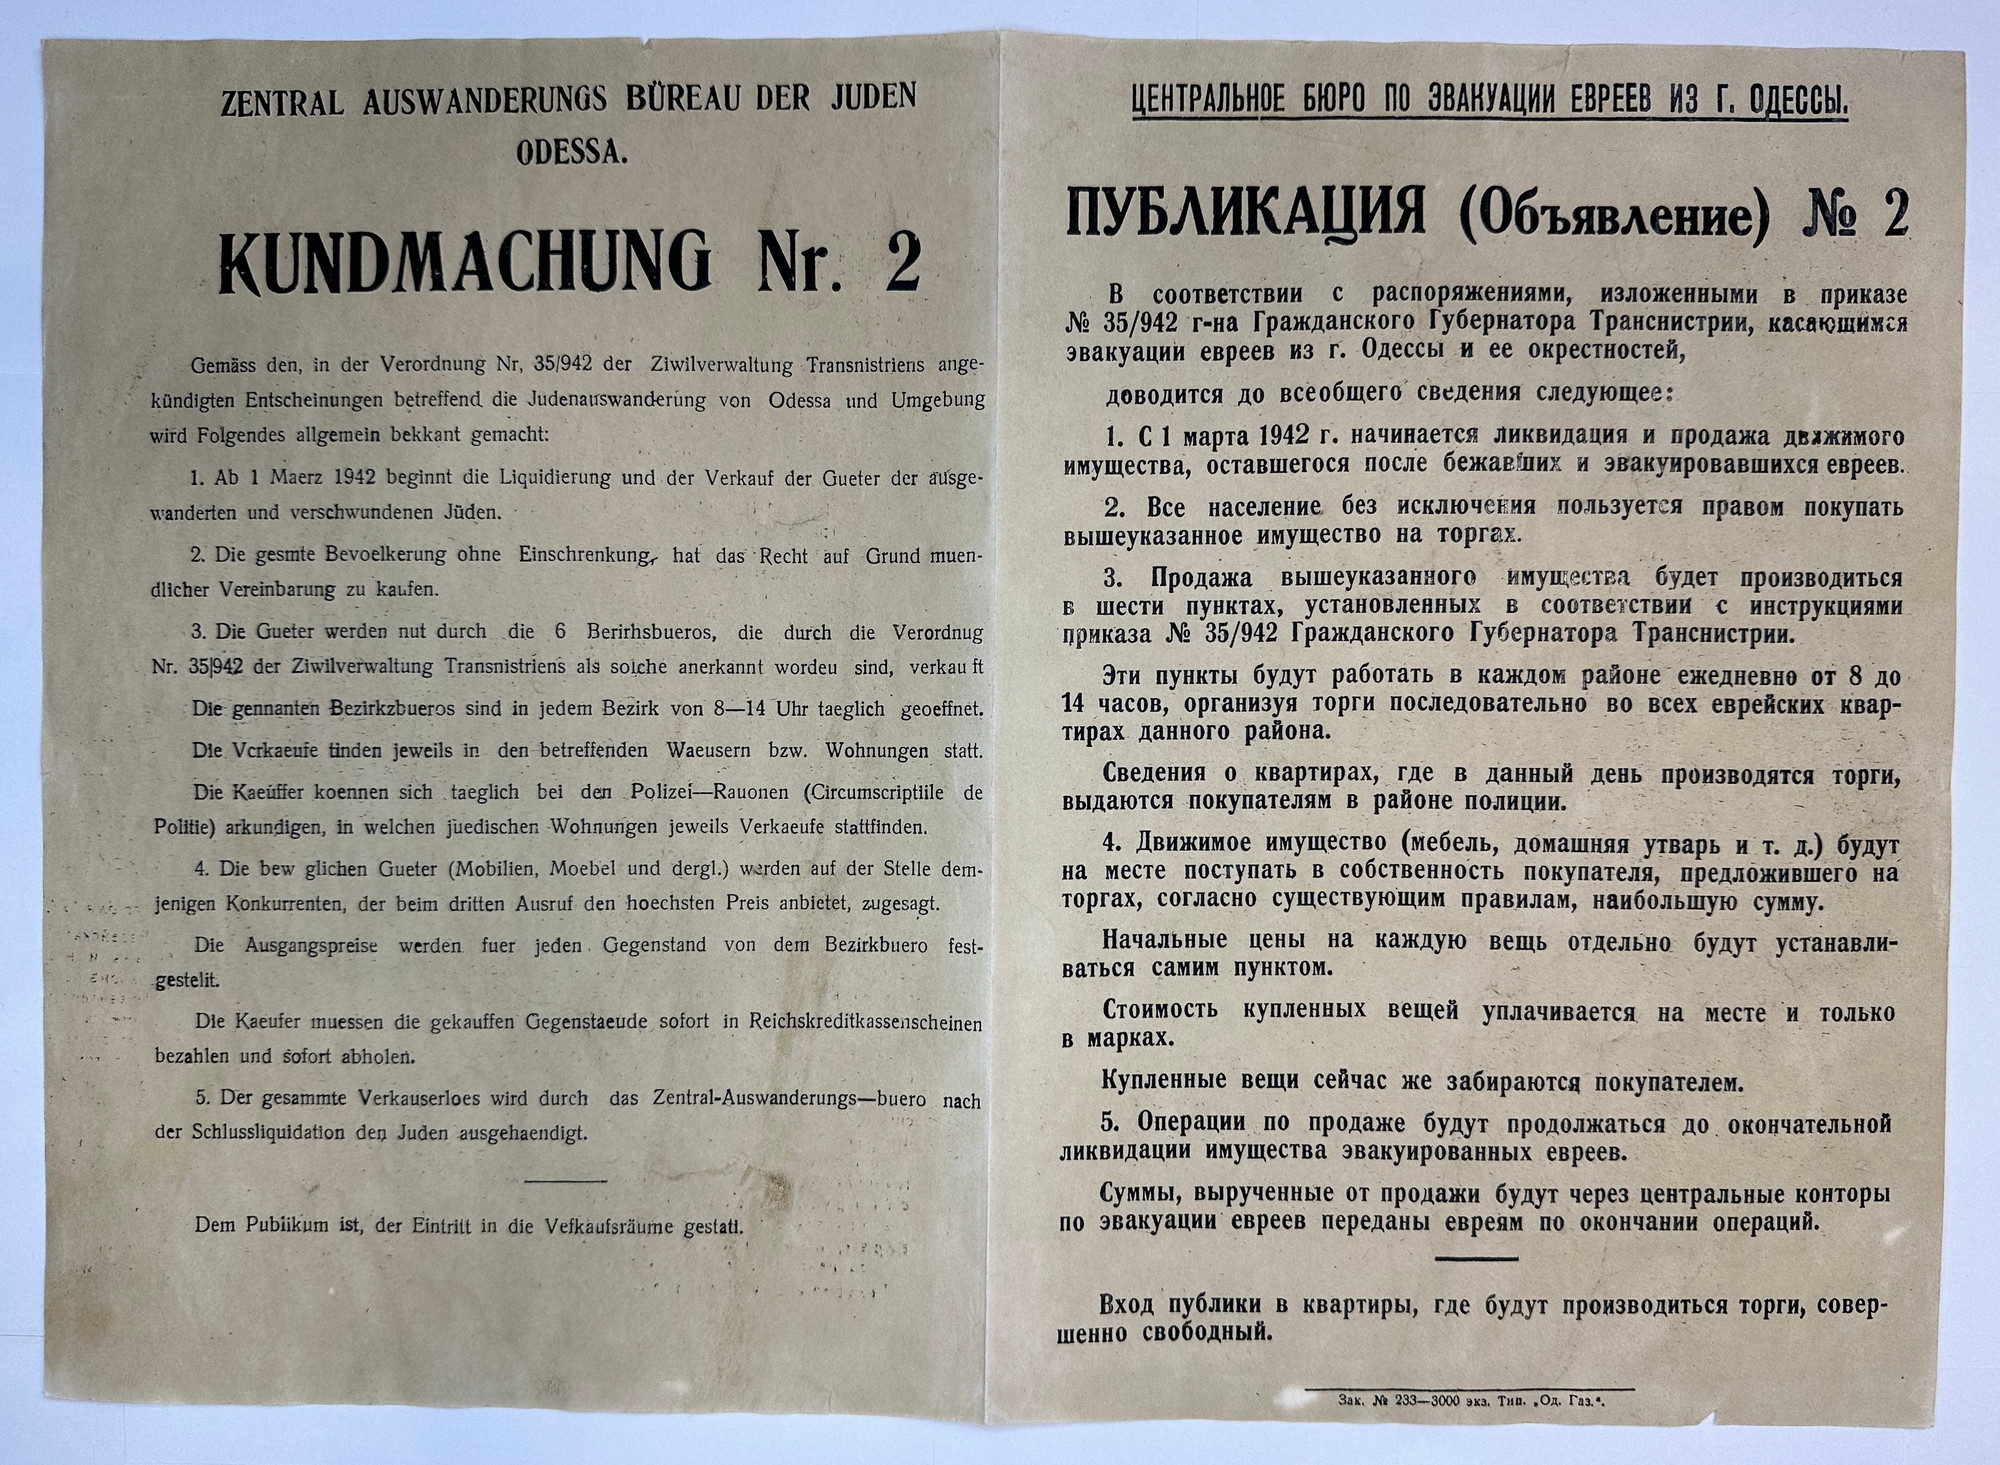 ZENTRAL AUSWANDERUNGS BÜREAU DER JUDEN
ODESSA.
KUNDMACHUNG Nr. 2
Gemäss den, in der Verordnung Nr, 35/942 der Ziwilverwaltung Transnistriens ange-
kündigten Entscheinungen betreffend die Judenauswanderüng von Odessa und Umgebung
wird Folgendes allgemein bekkant gemacht:
1. Ab 1 Maerz 1942 beginnt die Liquidierung und der Verkauf der Gueter der ausge-
wanderten und verschwundenen Jüden.
2. Die gesmte Bevoelkerung ohne Einschrenkung, hat das Recht auf Grund muen-
dlicher Vereinbarung zu kaufen.
3. Die Gueter werden nut durch die 6 Berirhsbueros, die durch die Verordnug
Nr. 35|942 der Ziwilverwaltung Transnistriens als solche anerkannt wordeu sind, verkau ft
Die gennanten Bezirkzbueros sind in jedem Bezirk von 8—14 Uhr taeglich geoeffnet.
Die Verkaeufe finden jeweils in den betreffenden Waeusern bzw. Wohnungen statt.
Die Kaeuffer koennen sich taeglich bei den Polizei—Rauonen (Circumscriptiile de
Politie) arkundigen, in welchen juedischen Wohnungen jeweils Verkaeufe stattfinden.
4. Die bew glichen Gueter (Mobilien, Moebel und dergl.) werden auf der Stelle dem-
jenigen Konkurrenten, der beim dritten Ausruf den hoechsten Preis anbietet, zugesagt.
Die Ausgangspreise werden fuer jeden Gegenstand von dem Bezirkbuero fest-
gestelit.
Die Kaeufer muessen die gekauffen Gegenstaeude sofort in Reichskreditkassenscheinen
bezahlen und sofort abholen.
5. Der gesammte Verkauserloes wird durch das Zentral-Auswanderungs—buero nach
der Schlussliquidation den Juden ausgehaendigt.
Dem Publikum ist, der Eintritt in die Vefkaufsräume gestatl.
ЦЕНТРАЛЬНОЕ БЮРО ПО ЭВАКУАЦИИ ЕВРЕЕВ ИЗ Г. ОДЕССЫ.
ПУБЛИКАЦИЯ (Объявление) № 2
В соответствии с распоряжениями, изложенными в приказе
№ 35/942 г-на Гражданского Губернатора Транснистрии, касающимся
эвакуации евреев из г. Одессы и ее окрестностей,
доводится до всеобщего сведения следующее:
1. С 1 марта 1942 г. начинается ликвидация и продажа движимого
имущества, оставшегося после бежавших и эвакуировавшихся евреев.
2. Все население без исключения пользуется правом покупать
вышеуказанное имущество на торгах.
3. Продажа вышеуказанного имущества будет производиться
в шести пунктах, установленных в соответствии с инструкциями
приказа № 35/942 Гражданского Губернатора Транснистрии.
Эти пункты будут работать в каждом районе ежедневно от 8 до
14 часов, организуя торги последовательно во всех еврейских квар-
тирах данного района.
Сведения о квартирах, где в данный день производятся торги,
выдаются покупателям в районе полиции.
4. Движимое имущество (мебель, домашняя утварь и т. д.) будут
на месте поступать в собственность покупателя, предложившего на
торгах, согласно существующим правилам, наибольшую сумму.
Начальные цены на каждую вещь отдельно будут устанавли-
ваться самим пунктом.
Стоимость купленных вещей уплачивается на месте и только
в марках.
Купленные вещи сейчас же забираются покупателем.
5. Операции по продаже будут продолжаться до окончательной
ликвидации имущества эвакуированных евреев.
Суммы, вырученные от продажи будут через центральные конторы
по эвакуации евреев переданы евреям по окончании операций.
Вход публики в квартиры, где будут производиться торги, совер-
шенно свободный.
Зак. № 233—3000 экз. Тип. „Од. Газ.".